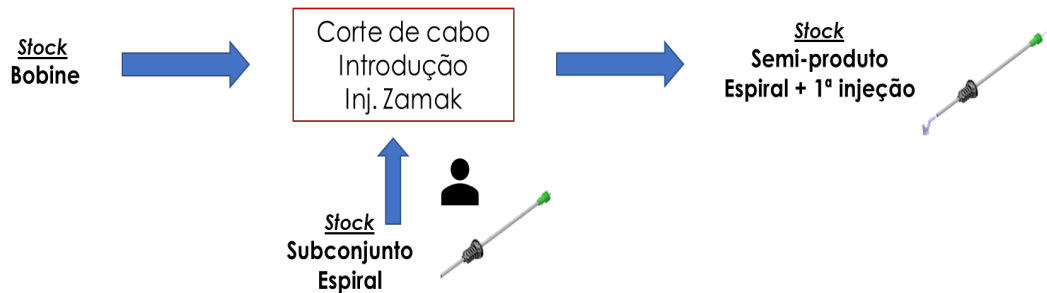 Stock
Bobine
Corte de cabo
Introdução
Inj. Zamak
Stock
Semi-produto
Espiral + 1ª injeção
Stock
Subconjunto
Espiral